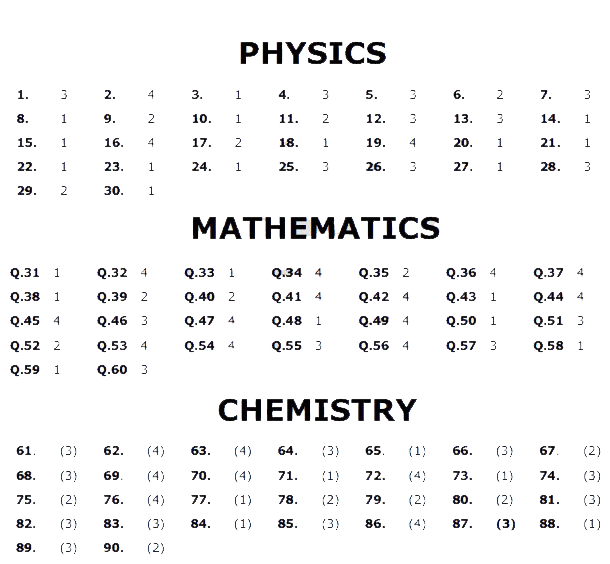 PHYSICS
1. 3 2. 4 3. 1 4. 3 5. 3 6. 2 7. 3
8. 1 9. 2 10. 1 11. 2 12. 3 13. 3 14. 1
15. 1 16. 4 17. 2 18. 1 19. 4 20. 1 21. 1
22. 1 23. 1 24. 1 25. 3 26. 3 27. 1 28. 3
29. 2 30. 1
MATHEMATICS
Q.31 1 Q.32 4 Q.33 1 Q.34 4 Q.35 2 Q.36 4 Q.37 4
Q.38 1 Q.39 2 Q.40 2 Q.41 4 Q.42 4 Q.43 1 Q.44 4
Q.45 4 Q.46 3 Q.47 4 Q.48 1 Q.49 4 Q.50 1 Q.51 3
Q.52 2 Q.53 4 Q.54 4 Q.55 3 Q.56 4 Q.57 3 Q.58 1
Q.59 1 Q.60 3
CHEMISTRY
61. (3) 62. (4) 63. (4) 64. (3) 65. (1) 66. (3) 67. (2)
68. (3) 69. (4) 70. (4) 71. (1) 72. (4) 73. (1) 74. (3)
75. (2) 76. (4) 77. (1) 78. (2) 79. (2) 80. (2) 81. (3)
82. (3) 83. (3) 84. (1) 85. (3) 86. (4) 87. (3) 88. (1)
89. (3) 90. (2)